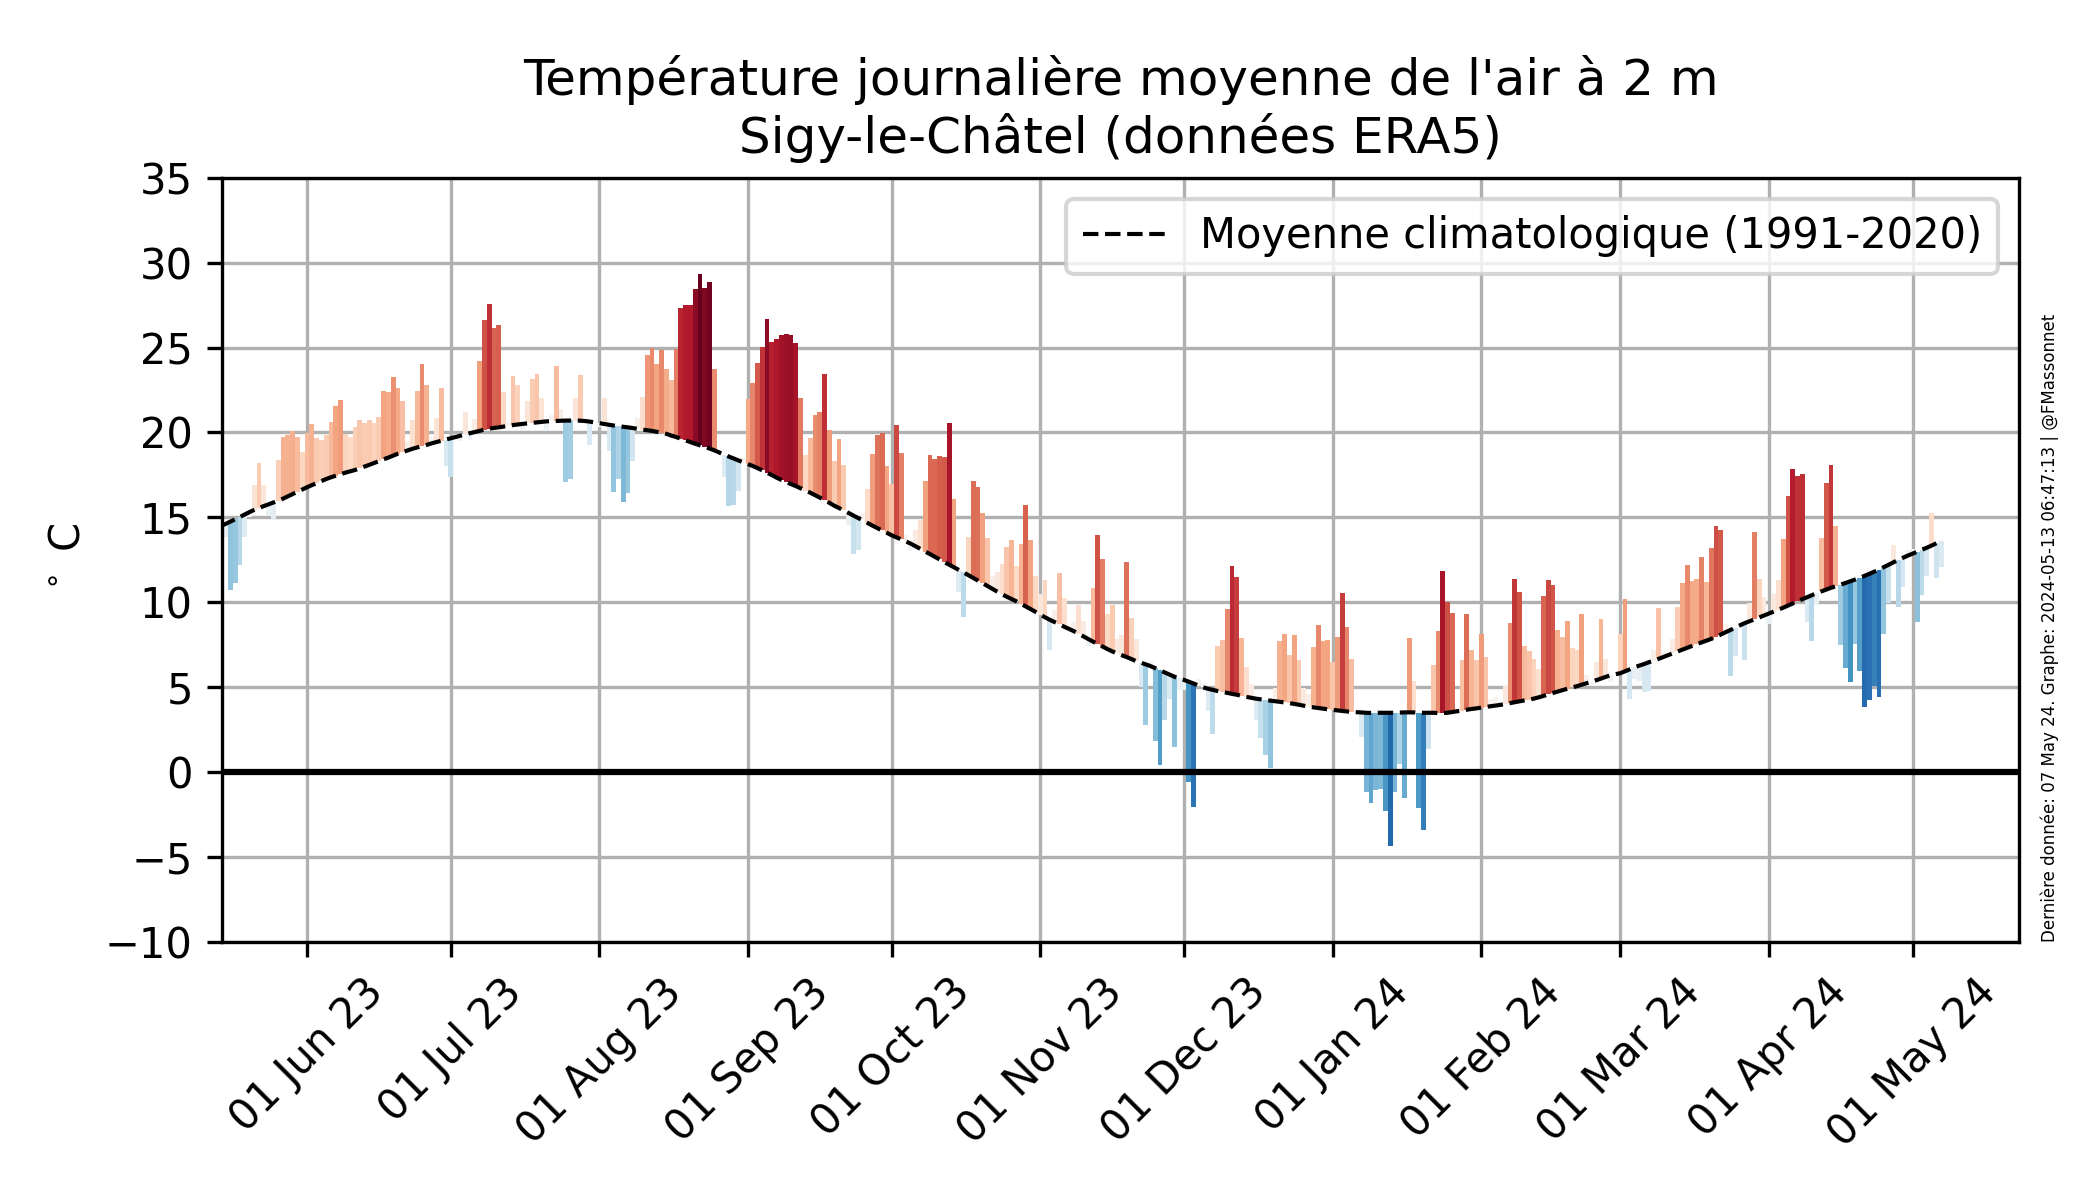 Température journalière moyenne de l'air à 2 m
Sigy-le-Châtel (données ERA5)
35
30
25
20
15
10
5
0
−5
−10
° C
Moyenne climatologique (1991-2020)
01 Jun 23
01 Jul 23
01 Aug 23
01 Sep 23
01 Oct 23
01 Nov 23
01 Dec 23
01 Jan 24
01 Feb 24
01 Mar 24
01 Apr 24
01 May 24
Dernière donnée: 07 May 24. Graphe: 2024-05-13 06:47:13 | @FMassonnet